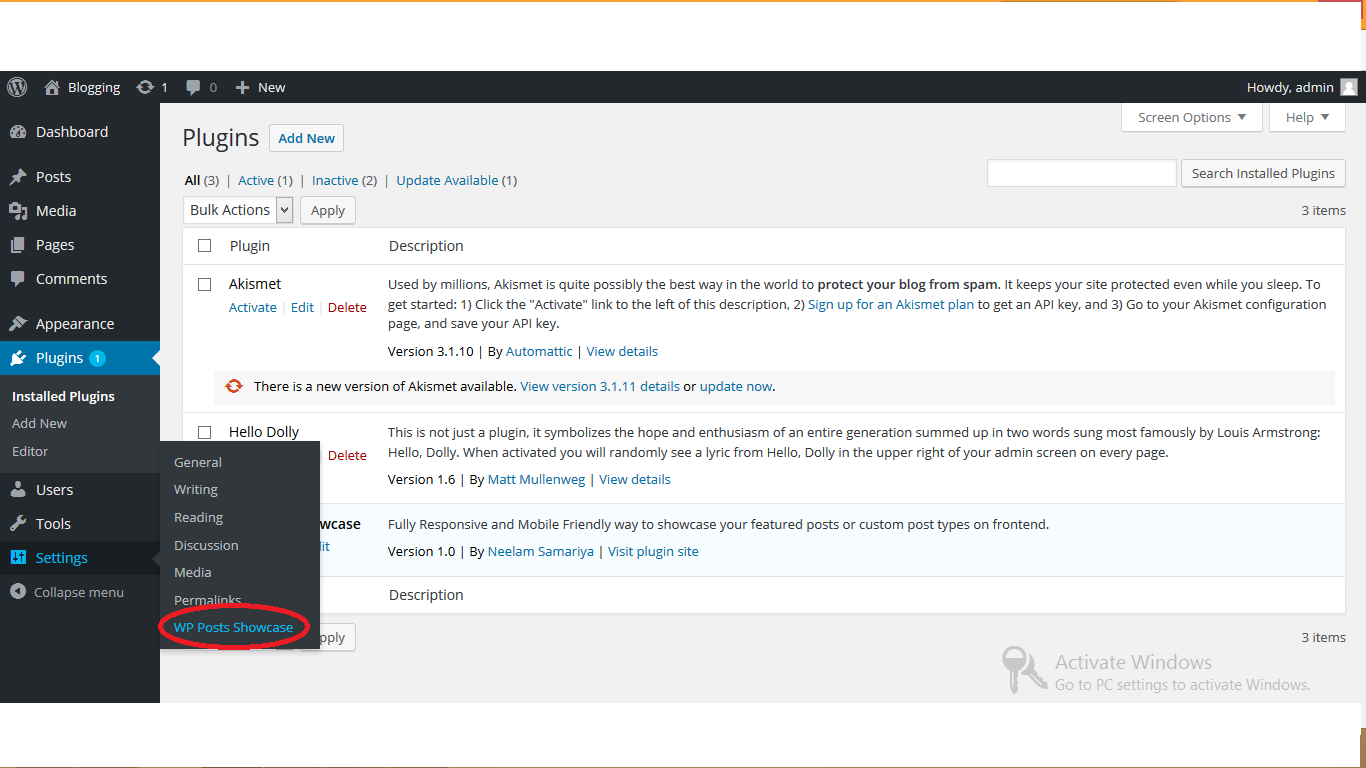 Blogging 1 0 New Howdy, admin
Dashboard
Posts
Media
Pages
Comments
Appearance
Plugins 1
Installed Plugins
Add New
Editor
Users
Tools
Settings
Collapse menu
General
Writing
Reading
Discussion
Media
Permalinks
WP Posts Showcase
Screen Options Help
Plugins Add New
All (3) | Active (1) | Inactive (2) | Update Available (1)
Search Installed Plugins
Bulk Actions Apply
3 items
Plugin Description
Akismet
Activate | Edit | Delete
Used by millions, Akismet is quite possibly the best way in the world to protect your blog from spam. It keeps your site protected even while you sleep. To
get started: 1) Click the "Activate" link to the left of this description, 2) Sign up for an Akismet plan to get an API key, and 3) Go to your Akismet configuration
page, and save your API key.
Version 3.1.10 | By Automattic | View details
There is a new version of Akismet available. View version 3.1.11 details or update now.
Hello Dolly
Delete
This is not just a plugin, it symbolizes the hope and enthusiasm of an entire generation summed up in two words sung most famously by Louis Armstrong:
Hello, Dolly. When activated you will randomly see a lyric from Hello, Dolly in the upper right of your admin screen on every page.
Version 1.6 | By Matt Mullenweg | View details
wcase
it
Fully Responsive and Mobile Friendly way to showcase your featured posts or custom post types on frontend.
Version 1.0 | By Neelam Samariya | Visit plugin site
Description
pply
3 items
Activate Windows
Go to PC settings to activate Windows.